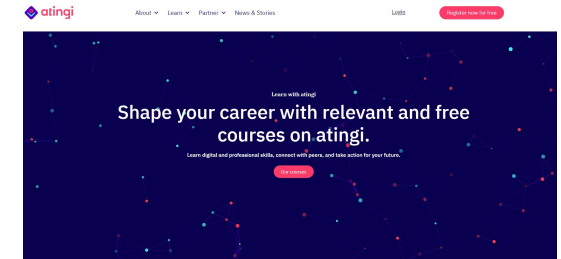 atingi
About Learn Partner News & Stories Login Register now for free
Learn with atingi
Shape your career with relevant and free
courses on atingi.
Learn digital and professional skills, connect with peers, and take action for your future.
Our courses